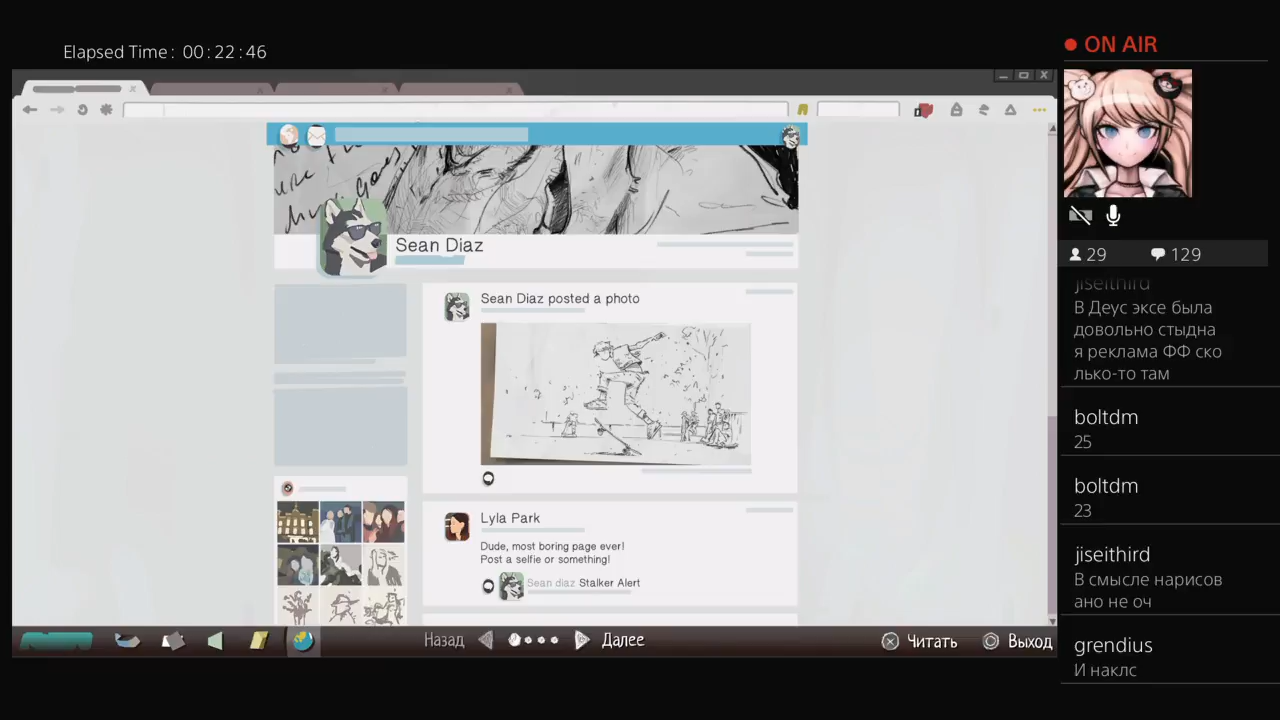 Elapsed Time: 00:22:46
ON AIR
Sean Diaz
Sean Diaz posted a photo
Lyla Park
Dude, most boring page ever!
Post a selfie or something!
Sean diaz Stalker Alert
Назад
Далее
Читать
Выход
29
129
jiseithird
В Деус эксе была
довольно стыдна
я реклама ФФ ско
лько-то там
boltdm
25
boltdm
23
jiseithird
В смысле нарисов
ано не оч
grendius
И наклс